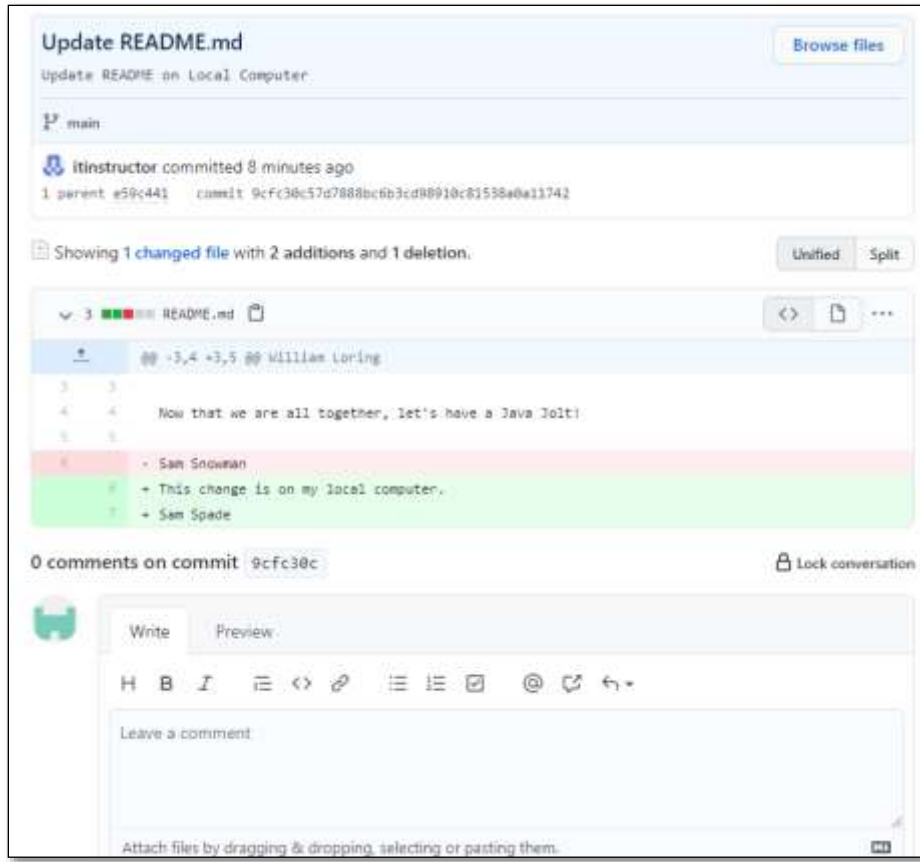 Update README.md
Browse files
Update README on Local Computer
main
itinstructor committed 8 minutes ago
1 parent e59c441 commit 9cfc30c57d7888bc6b3cd98910c81538a0a11742
Showing 1 changed file with 2 additions and 1 deletion.
Unified Split
3 README.md
@@ -3,4 +3,5 @@ William Loring
3 3
4 4 Now that we are all together, let's have a Java Jolt!
5 5
6 - Sam Snowman
6 + This change is on my local computer.
7 + Sam Spade
0 comments on commit 9cfc30c
Lock conversation
Write Preview
Leave a comment
Attach files by dragging & dropping, selecting or pasting them.